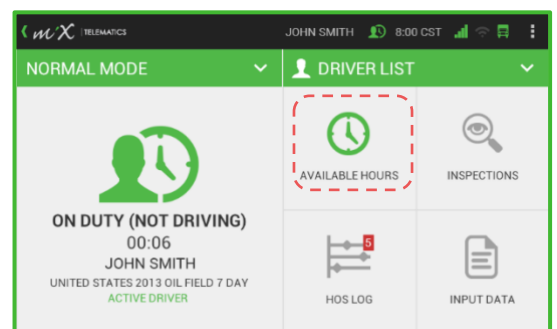 mX TELEMATICS
JOHN SMITH 8:00 CST
NORMAL MODE
DRIVER LIST
ON DUTY (NOT DRIVING)
00:06
JOHN SMITH
UNITED STATES 2013 OIL FIELD 7 DAY
ACTIVE DRIVER
AVAILABLE HOURS
INSPECTIONS
5
HOS LOG
INPUT DATA